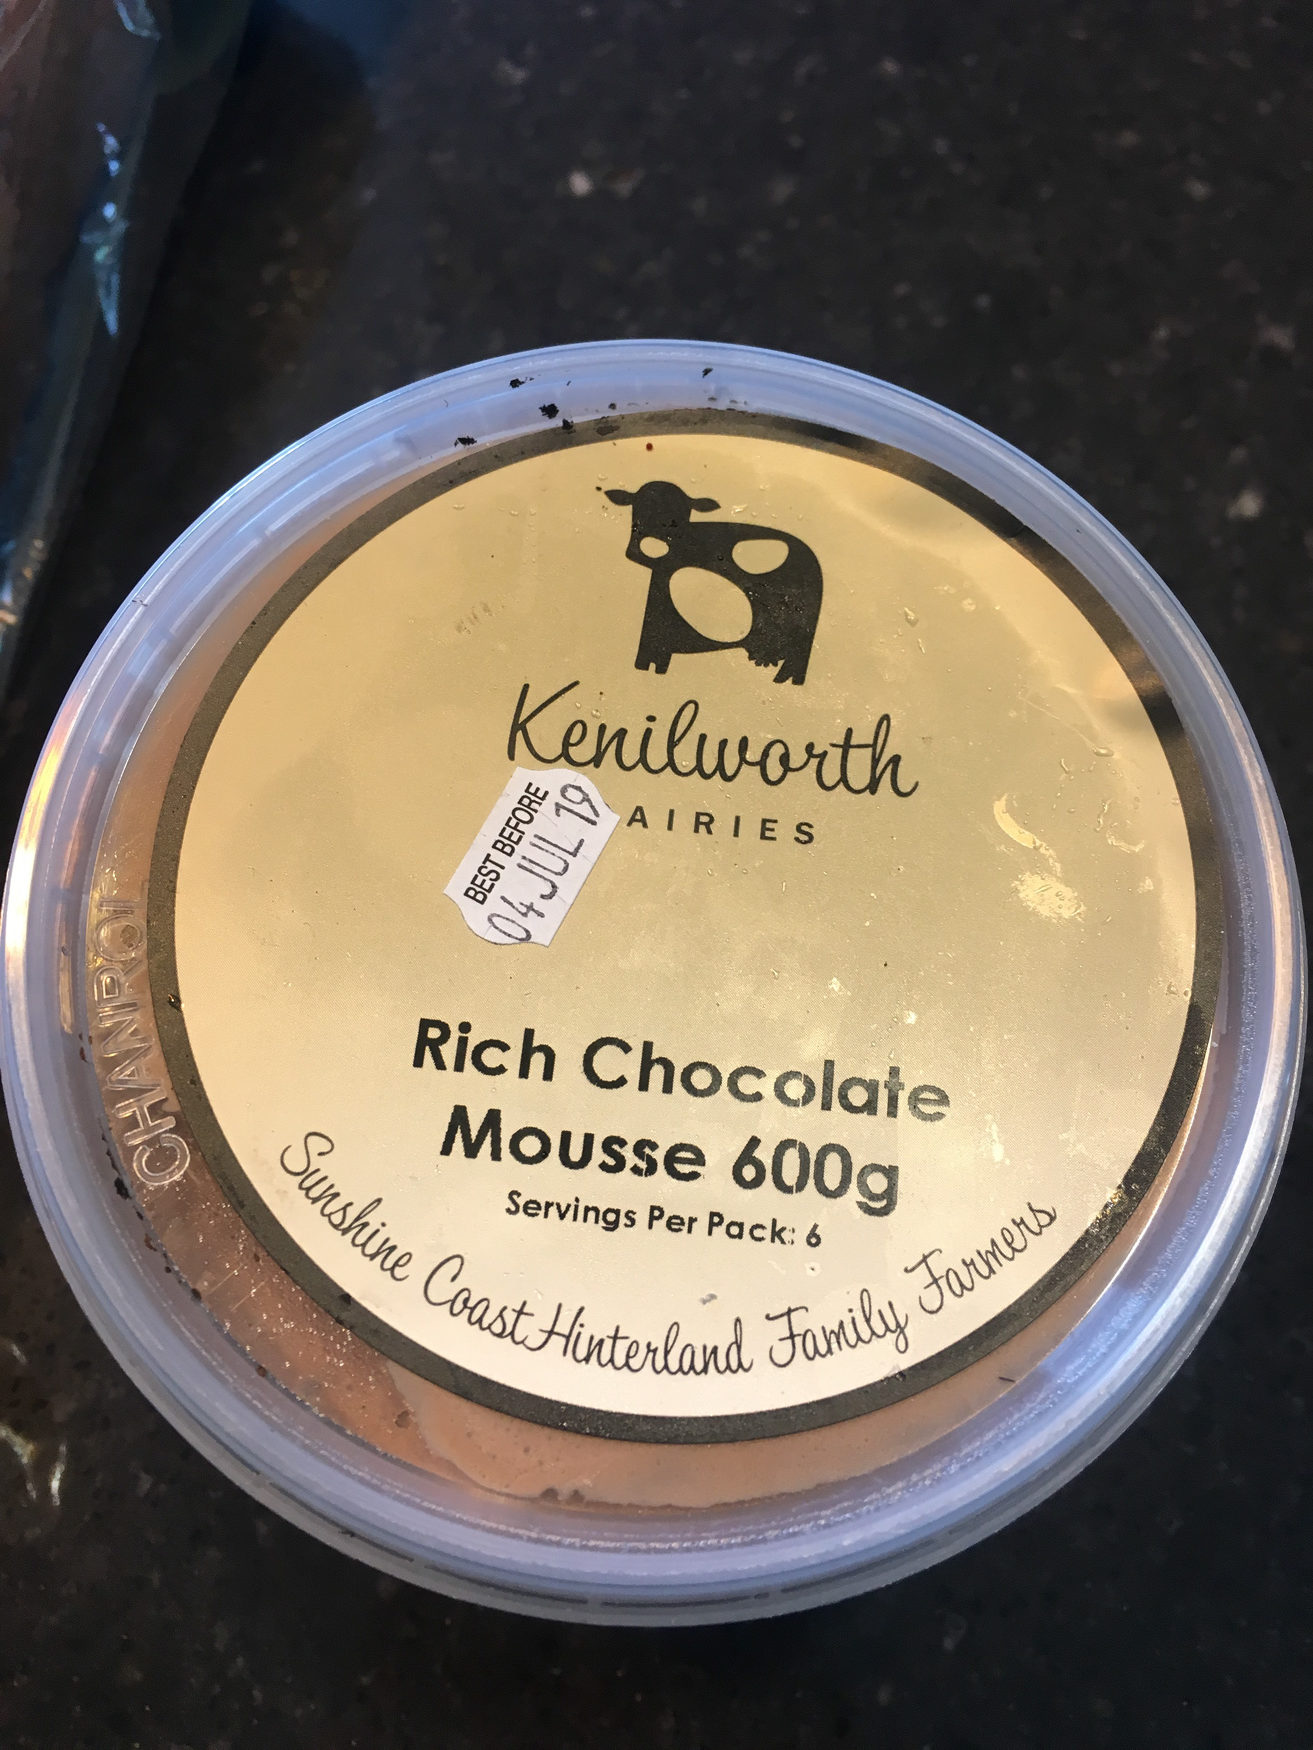 Kenilworth
AIRIES
BEST BEFORE
04 JUL 19
Rich Chocolate
Mousse 600g
Servings Per Pack: 6
Sunshine Coast Hinterland Family Farmers
CHANROL